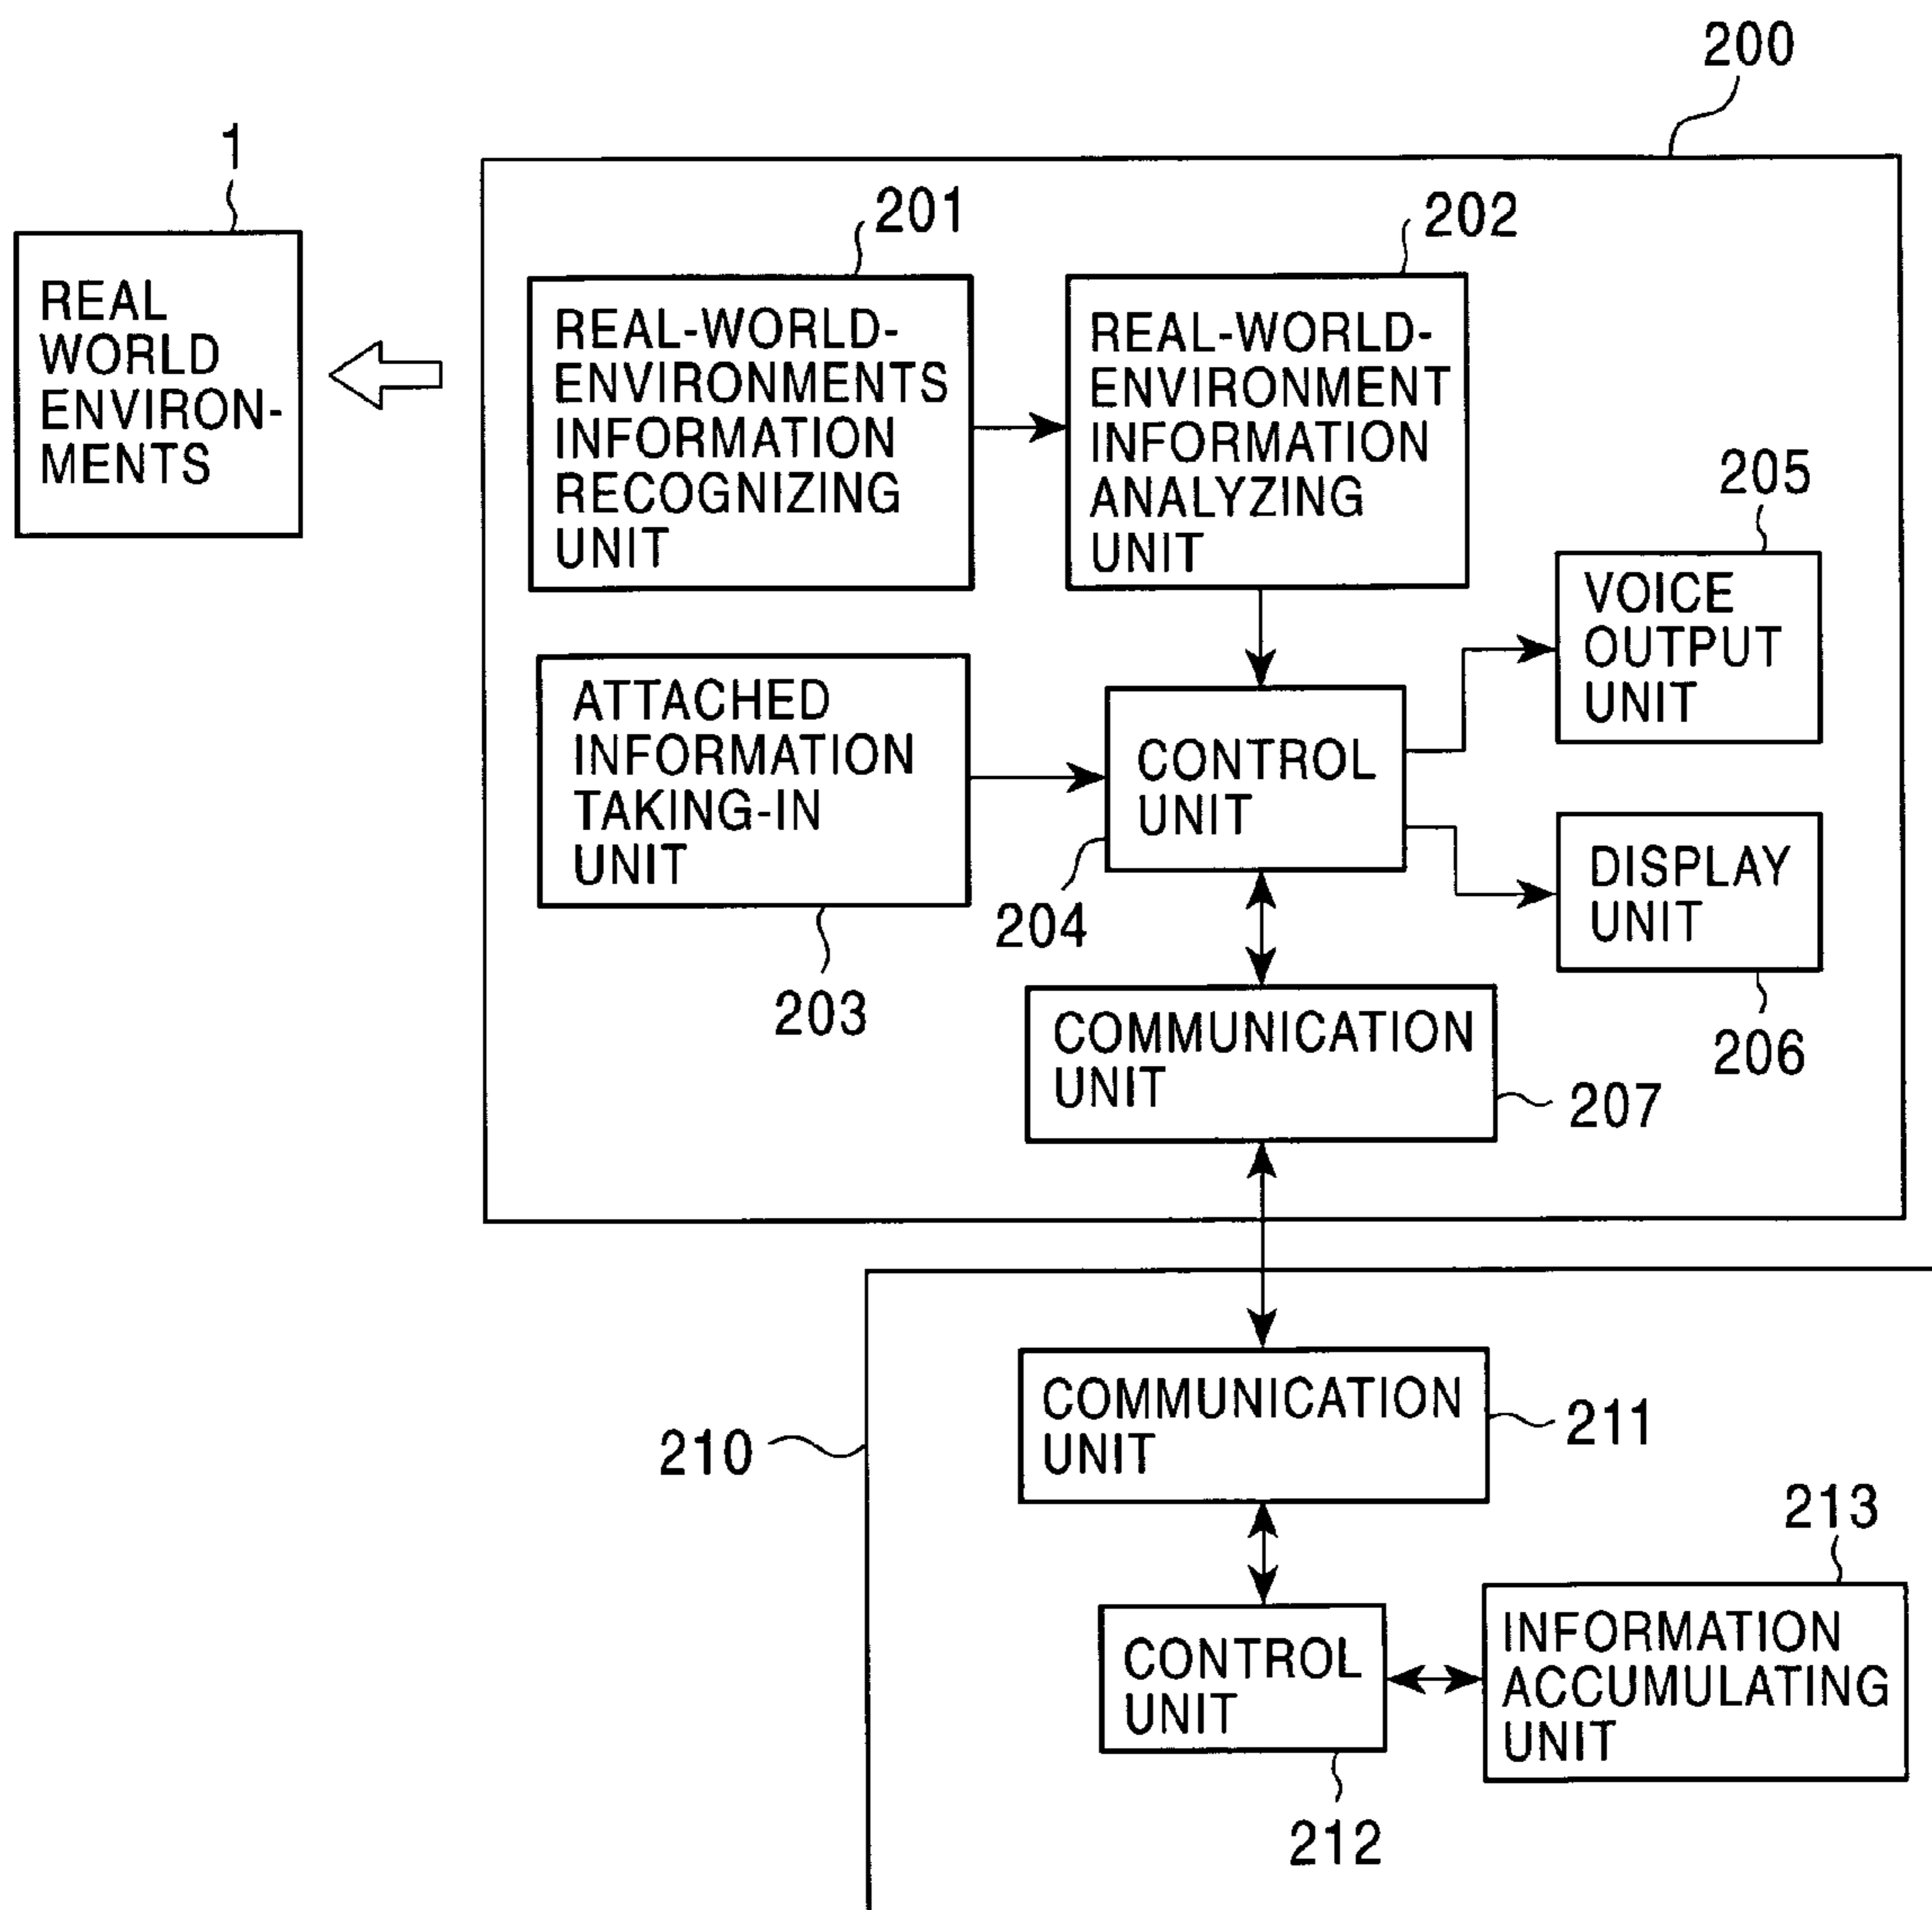 200
1
REAL
WORLD
ENVIRON-
MENTS
201
REAL-WORLD-
ENVIRONMENTS
INFORMATION
RECOGNIZING
UNIT
202
REAL-WORLD-
ENVIRONMENT
INFORMATION
ANALYZING
UNIT
205
VOICE
OUTPUT
UNIT
ATTACHED
INFORMATION
TAKING-IN
UNIT
203
CONTROL
UNIT
204
DISPLAY
UNIT
206
COMMUNICATION
UNIT
207
210
COMMUNICATION
UNIT
211
213
CONTROL
UNIT
212
INFORMATION
ACCUMULATING
UNIT